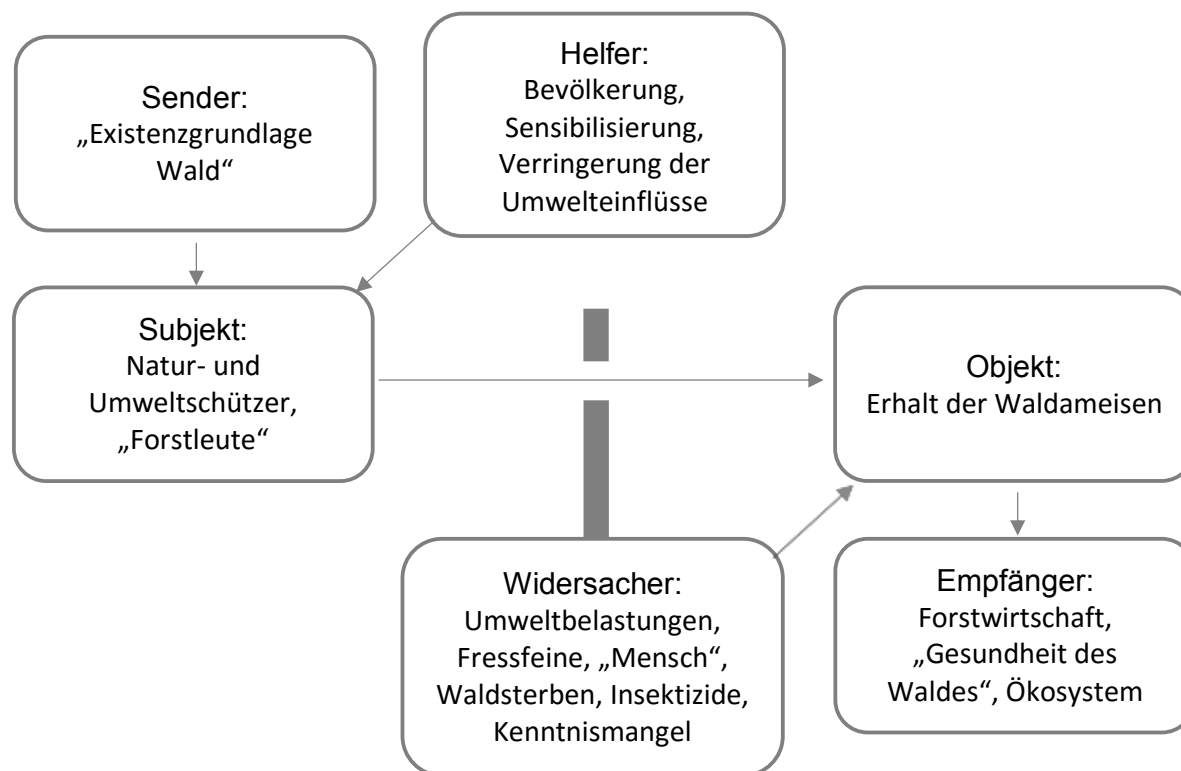 Sender:
„Existenzgrundlage
Wald“
Helfer:
Bevölkerung,
Sensibilisierung,
Verringerung der
Umwelteinflüsse
Subjekt:
Natur- und
Umweltschützer,
„Forstleute“
Objekt:
Erhalt der Waldameisen
Widersacher:
Umweltbelastungen,
Fressfeine, „Mensch“,
Waldsterben, Insektizide,
Kenntnismangel
Empfänger:
Forstwirtschaft,
„Gesundheit des
Waldes“, Ökosystem